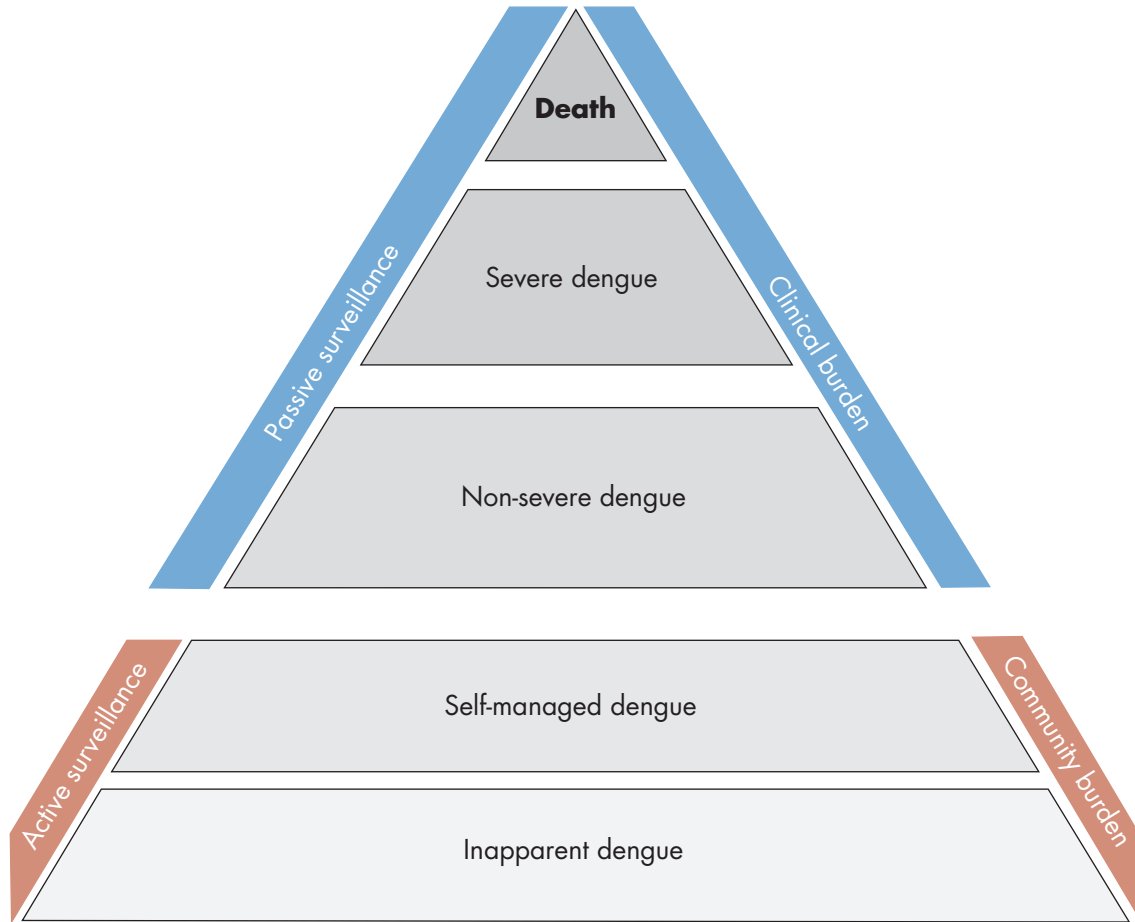 Death
Severe dengue
Passive surveillance
Clinical burden
Non-severe dengue
Self-managed dengue
Active surveillance
Community burden
Inapparent dengue